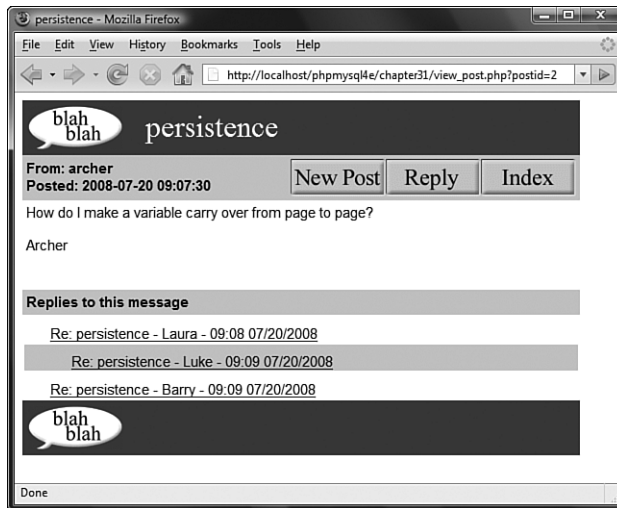 persistence - Mozilla Firefox
File Edit View History Bookmarks Tools Help
http://localhost/phpmysql4e/chapter31/view_post.php?postid=2
blah
blah
persistence
From: archer
Posted: 2008-07-20 09:07:30
New Post Reply Index
How do I make a variable carry over from page to page?
Archer
Replies to this message
Re: persistence - Laura - 09:08 07/20/2008
Re: persistence - Luke - 09:09 07/20/2008
Re: persistence - Barry - 09:09 07/20/2008
blah
blah
Done